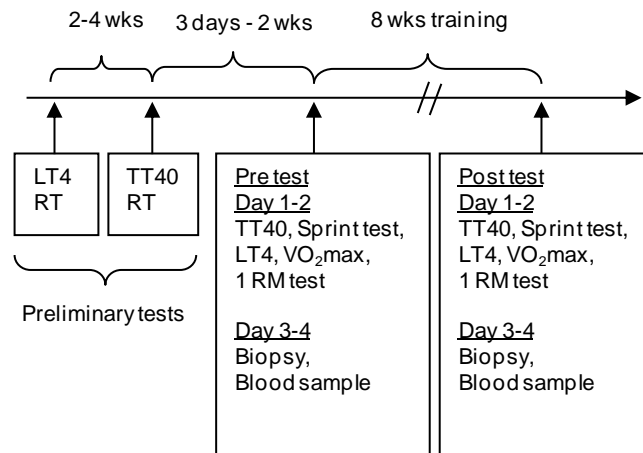 2-4 wks
3 days - 2 wks
8 wks training
LT4
RT
TT40
RT
Preliminary tests
Pre test
Day 1-2
TT40, Sprint test,
LT4, VO₂max,
1 RM test
Day 3-4
Biopsy,
Blood sample
Post test
Day 1-2
TT40, Sprint test,
LT4, VO₂max,
1 RM test
Day 3-4
Biopsy,
Blood sample